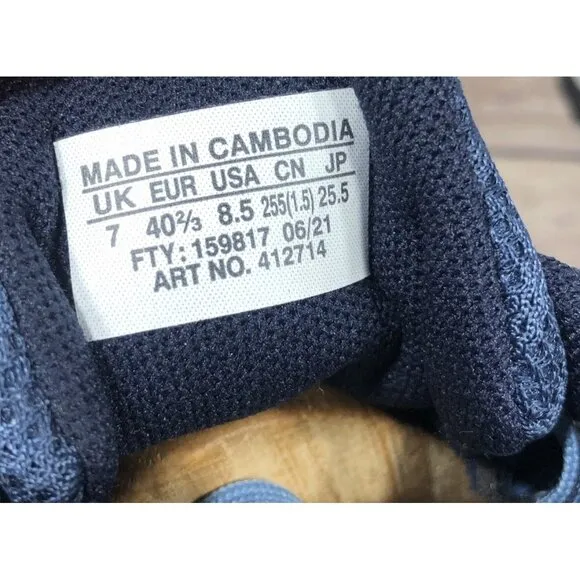 MADE IN CAMBODIA
UK EUR USA CN JP
7 40⅔ 8.5 255(1.5) 25.5
FTY: 159817 06/21
ART NO. 412714